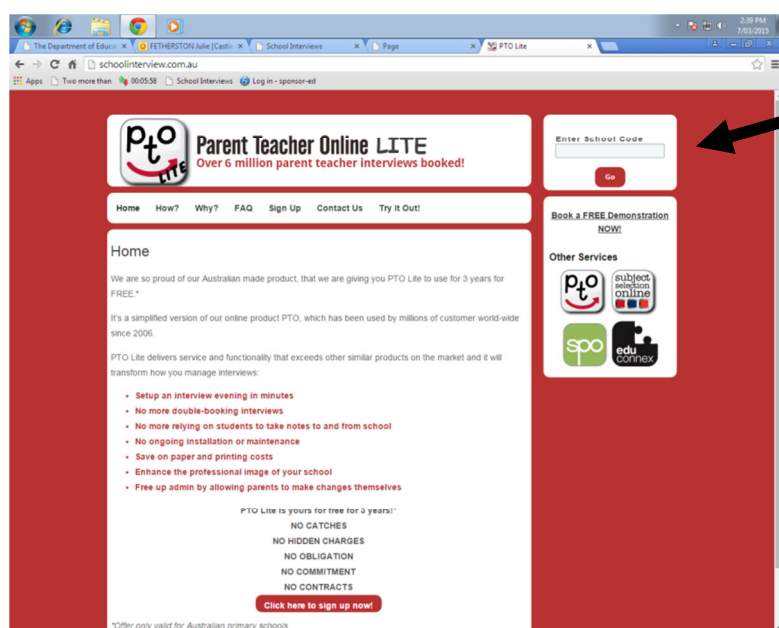 2:39 PM
7/03/2015
The Department of Educat
FETHERSTON Julie [Castle
School Interviews
Page
PTO Lite
schoolinterview.com.au
Apps
Two more than
00:05:58
School Interviews
Log in - sponsor-ed
pto
LITE
Parent Teacher Online LITE
Over 6 million parent teacher interviews booked!
Enter School Code
Go
Home How? Why? FAQ Sign Up Contact Us Try It Out!
Book a FREE Demonstration
NOW!
Other Services
pto
subject
selection
online
spo
edu
connex
Home
We are so proud of our Australian made product, that we are giving you PTO Lite to use for 3 years for
FREE.*
It's a simplified version of our online product PTO, which has been used by millions of customer world-wide
since 2006.
PTO Lite delivers service and functionality that exceeds other similar products on the market and it will
transform how you manage interviews:
• Setup an interview evening in minutes
• No more double-booking interviews
• No more relying on students to take notes to and from school
• No ongoing installation or maintenance
• Save on paper and printing costs
• Enhance the professional image of your school
• Free up admin by allowing parents to make changes themselves
PTO Lite is yours for free for 3 years!*
NO CATCHES
NO HIDDEN CHARGES
NO OBLIGATION
NO COMMITMENT
NO CONTRACTS
Click here to sign up now!
*Offer only valid for Australian primary schools